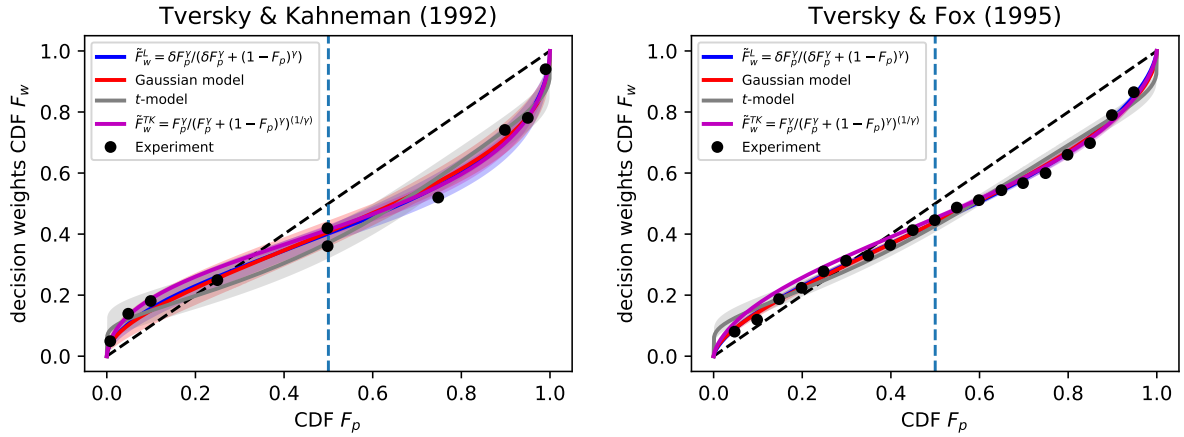 Tversky & Kahneman (1992)
1.0
0.8
0.6
0.4
0.2
0.0
decision weights CDF F_w
F̃_w^L = δF_p^γ/(δF_p^γ + (1 − F_p)^γ)
Gaussian model
t-model
F̃_w^{TK} = F_p^γ/(F_p^γ + (1 − F_p)^γ)^{(1/γ)}
Experiment
0.0 0.2 0.4 0.6 0.8 1.0
CDF F_p
Tversky & Fox (1995)
1.0
0.8
0.6
0.4
0.2
0.0
decision weights CDF F_w
F̃_w^L = δF_p^γ/(δF_p^γ + (1 − F_p)^γ)
Gaussian model
t-model
F̃_w^{TK} = F_p^γ/(F_p^γ + (1 − F_p)^γ)^{(1/γ)}
Experiment
0.0 0.2 0.4 0.6 0.8 1.0
CDF F_p